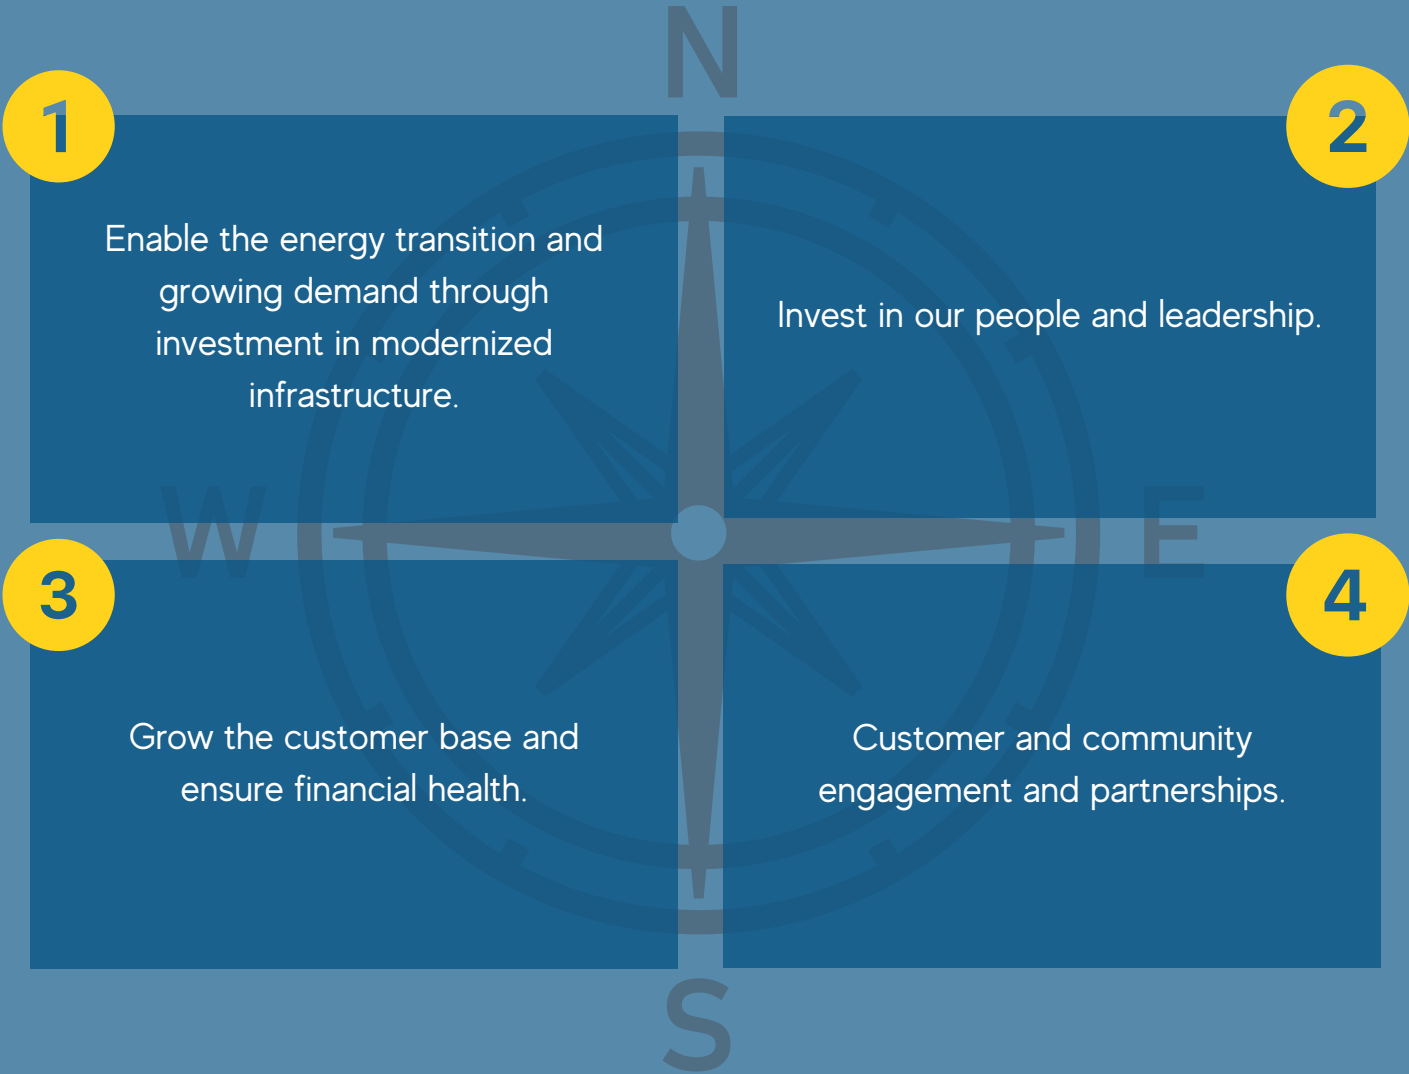 N
1
Enable the energy transition and
growing demand through
investment in modernized
infrastructure.
2
Invest in our people and leadership.
W
E
3
Grow the customer base and
ensure financial health.
4
Customer and community
engagement and partnerships.
S